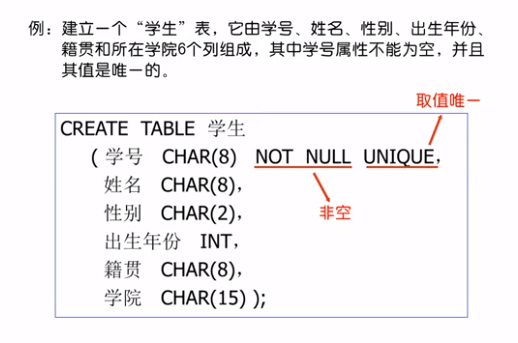 例：建立一个“学生”表，它由学号、姓名、性别、出生年份、
籍贯和所在学院6个列组成，其中学号属性不能为空，并且
其值是唯一的。
取值唯一
CREATE TABLE 学生
( 学号 CHAR(8) NOT NULL UNIQUE,
姓名 CHAR(8),
性别 CHAR(2),
非空
出生年份 INT,
籍贯 CHAR(8),
学院 CHAR(15) );